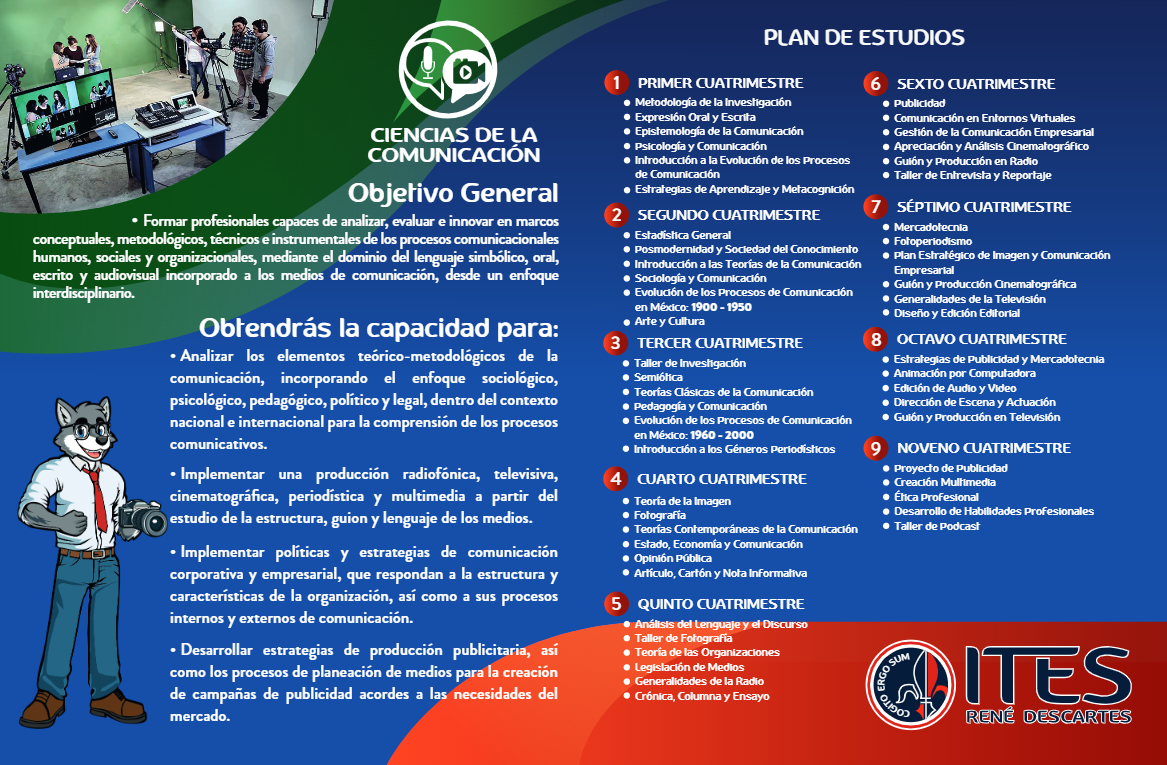 CIENCIAS DE LA
COMUNICACIÓN
Objetivo General
• Formar profesionales capaces de analizar, evaluar e innovar en marcos
conceptuales, metodológicos, técnicos e instrumentales de los procesos comunicacionales
humanos, sociales y organizacionales, mediante el dominio del lenguaje simbólico, oral,
escrito y audiovisual incorporado a los medios de comunicación, desde un enfoque
interdisciplinario.
Obtendrás la capacidad para:
• Analizar los elementos teórico-metodológicos de la
comunicación, incorporando el enfoque sociológico,
psicológico, pedagógico, político y legal, dentro del contexto
nacional e internacional para la comprensión de los procesos
comunicativos.
• Implementar una producción radiofónica, televisiva,
cinematográfica, periodística y multimedia a partir del
estudio de la estructura, guion y lenguaje de los medios.
• Implementar políticas y estrategias de comunicación
corporativa y empresarial, que respondan a la estructura y
características de la organización, así como a sus procesos
internos y externos de comunicación.
• Desarrollar estrategias de producción publicitaria, así
como los procesos de planeación de medios para la creación
de campañas de publicidad acordes a las necesidades del
mercado.
PLAN DE ESTUDIOS
1 PRIMER CUATRIMESTRE
• Metodología de la Investigación
• Expresión Oral y Escrita
• Epistemología de la Comunicación
• Psicología y Comunicación
• Introducción a la Evolución de los Procesos
de Comunicación
• Estrategias de Aprendizaje y Metacognición
2 SEGUNDO CUATRIMESTRE
• Estadística General
• Posmodernidad y Sociedad del Conocimiento
• Introducción a las Teorías de la Comunicación
• Sociología y Comunicación
• Evolución de los Procesos de Comunicación
en México: 1900 - 1950
• Arte y Cultura
3 TERCER CUATRIMESTRE
• Taller de Investigación
• Semiótica
• Teorías Clásicas de la Comunicación
• Pedagogía y Comunicación
• Evolución de los Procesos de Comunicación
en México: 1960 - 2000
• Introducción a los Géneros Periodísticos
4 CUARTO CUATRIMESTRE
• Teoría de la Imagen
• Fotografía
• Teorías Contemporáneas de la Comunicación
• Estado, Economía y Comunicación
• Opinión Pública
• Artículo, Cartón y Nota Informativa
5 QUINTO CUATRIMESTRE
• Análisis del Lenguaje y el Discurso
• Taller de Fotografía
• Teoría de las Organizaciones
• Legislación de Medios
• Generalidades de la Radio
• Crónica, Columna y Ensayo
6 SEXTO CUATRIMESTRE
• Publicidad
• Comunicación en Entornos Virtuales
• Gestión de la Comunicación Empresarial
• Apreciación y Análisis Cinematográfico
• Guión y Producción en Radio
• Taller de Entrevista y Reportaje
7 SÉPTIMO CUATRIMESTRE
• Mercadotecnia
• Fotoperiodismo
• Plan Estratégico de Imagen y Comunicación
Empresarial
• Guión y Producción Cinematográfica
• Generalidades de la Televisión
• Diseño y Edición Editorial
8 OCTAVO CUATRIMESTRE
• Estrategias de Publicidad y Mercadotecnia
• Animación por Computadora
• Edición de Audio y Video
• Dirección de Escena y Actuación
• Guión y Producción en Televisión
9 NOVENO CUATRIMESTRE
• Proyecto de Publicidad
• Creación Multimedia
• Ética Profesional
• Desarrollo de Habilidades Profesionales
• Taller de Podcast
COGITO ERGO SUM
ITES
RENÉ DESCARTES